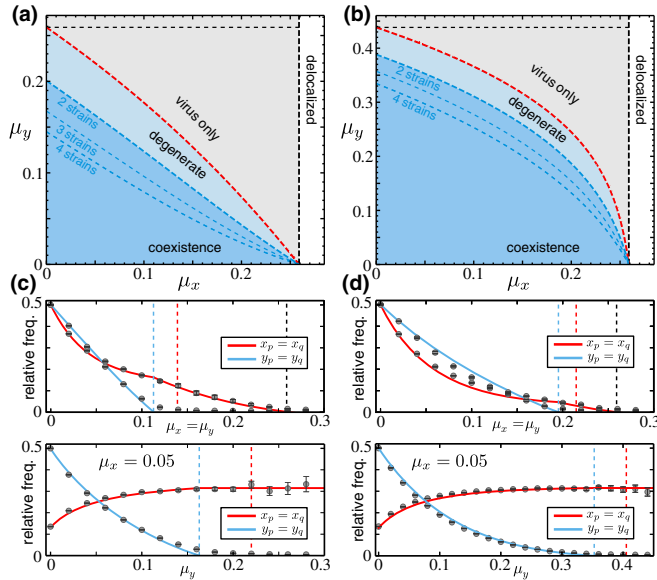 (a)
0.2
0.1
0
μy
0
0.1
0.2
μx
virus only
delocalized
2 strains
degenerate
3 strains
4 strains
coexistence
(b)
0.4
0.3
0.2
0.1
0
μy
0
0.1
0.2
μx
virus only
delocalized
2 strains
degenerate
4 strains
coexistence
(c)
0.5
0
relative freq.
xp = xq
yp = yq
0
0.1
0.2
0.3
μx = μy
0.5
0
relative freq.
μx = 0.05
xp = xq
yp = yq
0
0.1
0.2
0.3
μy
(d)
0.5
0
relative freq.
xp = xq
yp = yq
0
0.1
0.2
0.3
μx = μy
0.5
0
relative freq.
μx = 0.05
xp = xq
yp = yq
0
0.1
0.2
0.3
0.4
μy